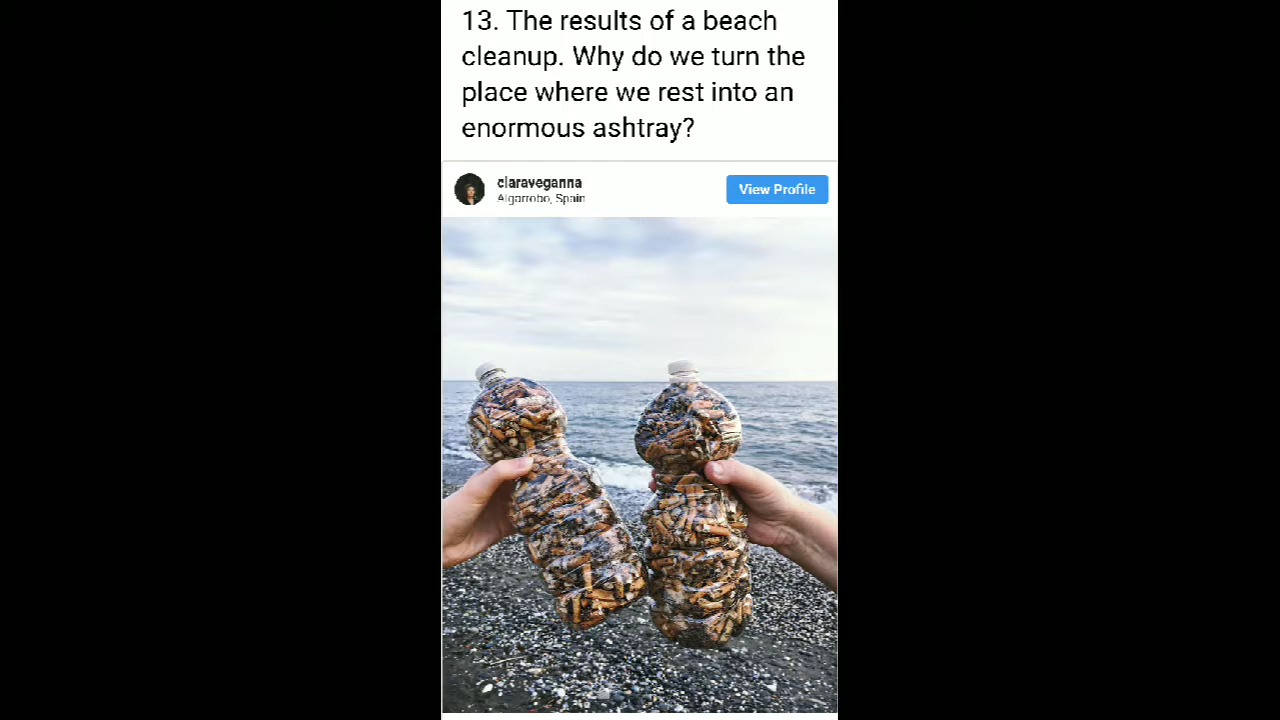 13. The results of a beach
cleanup. Why do we turn the
place where we rest into an
enormous ashtray?
claraveganna
Algarrobo, Spain
View Profile